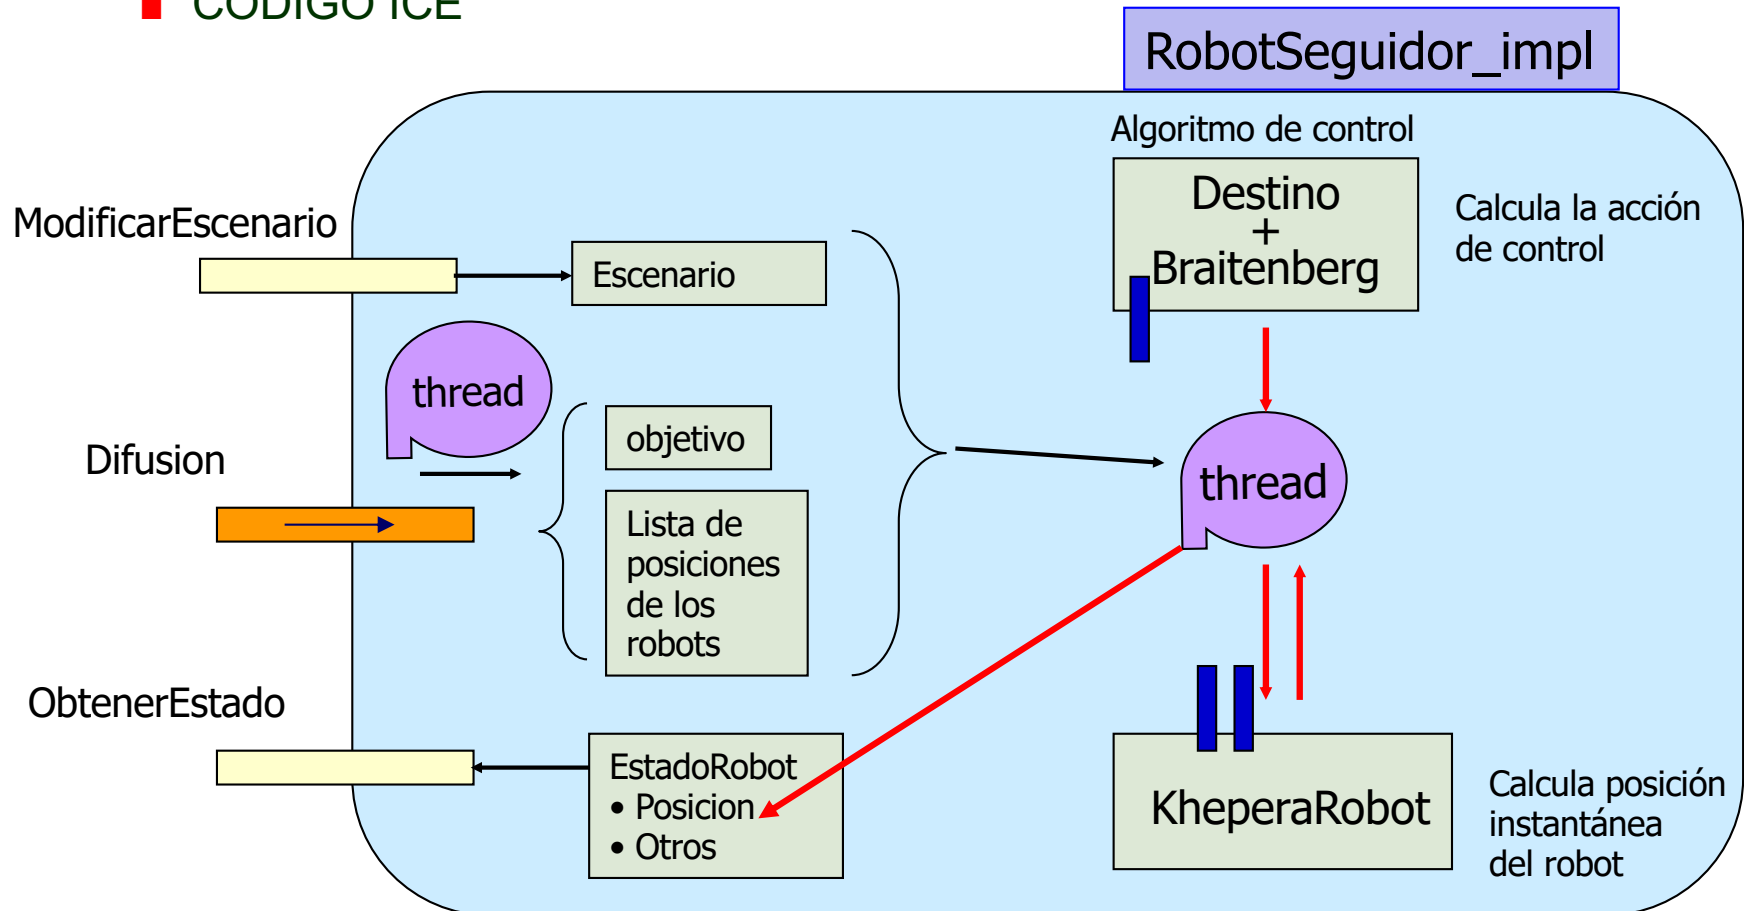 CÓDIGO ICE
RobotSeguidor_impl
Algoritmo de control
Destino
+
Braitenberg
Calcula la acción
de control
ModificarEscenario
Escenario
thread
Difusion
objetivo
Lista de
posiciones
de los
robots
thread
ObtenerEstado
EstadoRobot
• Posicion
• Otros
KheperaRobot
Calcula posición
instantánea
del robot